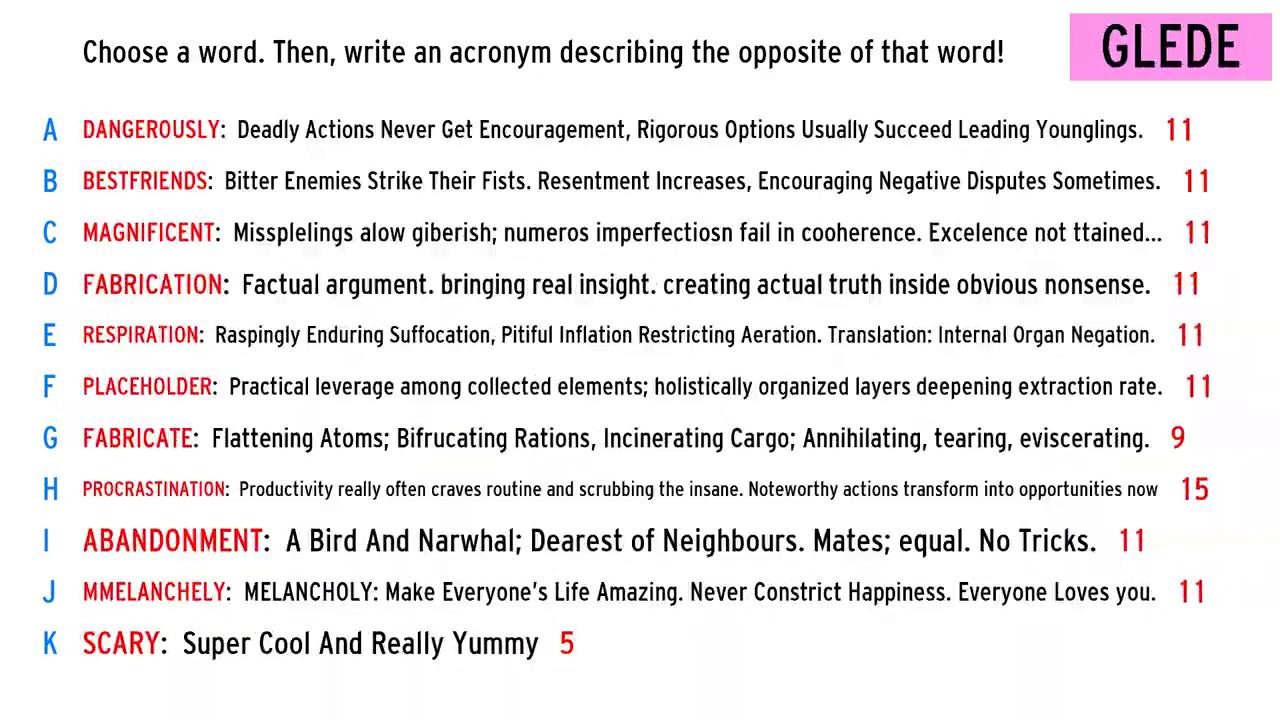 Choose a word. Then, write an acronym describing the opposite of that word!
GLEDE
A DANGEROUSLY: Deadly Actions Never Get Encouragement, Rigorous Options Usually Succeed Leading Younglings. 11
B BESTFRIENDS: Bitter Enemies Strike Their Fists. Resentment Increases, Encouraging Negative Disputes Sometimes. 11
C MAGNIFICENT: Missplelings alow giberish; numeros imperfectiosn fail in cooherence. Excelence not ttained... 11
D FABRICATION: Factual argument. bringing real insight. creating actual truth inside obvious nonsense. 11
E RESPIRATION: Raspingly Enduring Suffocation, Pitiful Inflation Restricting Aeration. Translation: Internal Organ Negation. 11
F PLACEHOLDER: Practical leverage among collected elements; holistically organized layers deepening extraction rate. 11
G FABRICATE: Flattening Atoms; Bifrucating Rations, Incinerating Cargo; Annihilating, tearing, eviscerating. 9
H PROCRASTINATION: Productivity really often craves routine and scrubbing the insane. Noteworthy actions transform into opportunities now 15
I ABANDONMENT: A Bird And Narwhal; Dearest of Neighbours. Mates; equal. No Tricks. 11
J MMELANCHELY: MELANCHOLY: Make Everyone's Life Amazing. Never Constrict Happiness. Everyone Loves you. 11
K SCARY: Super Cool And Really Yummy 5